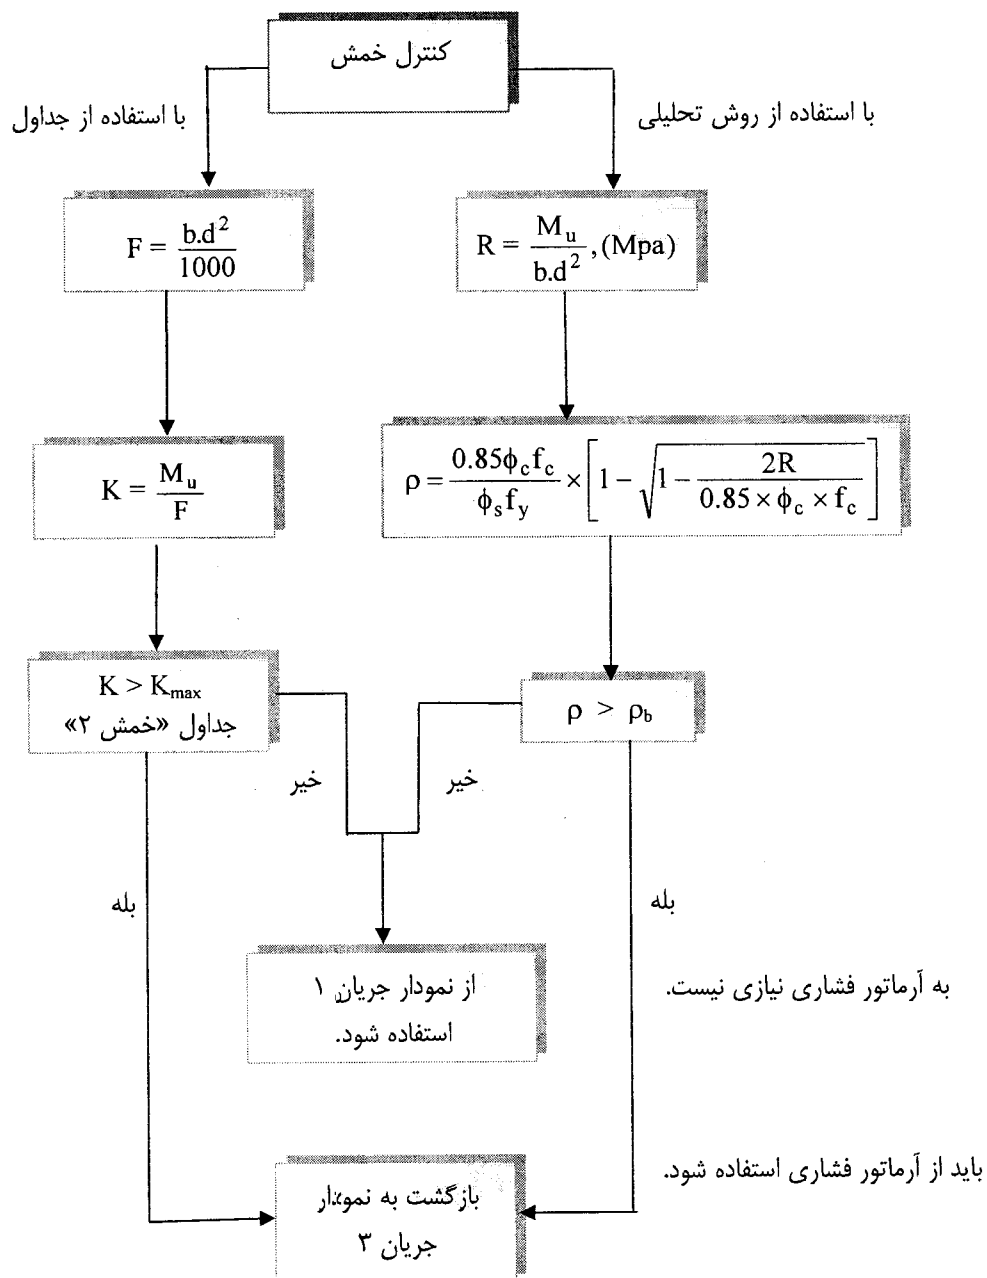 کنترل خمش
با استفاده از روش تحلیلی
با استفاده از جداول
R = M_u / b.d^2 , (Mpa)
F = b.d^2 / 1000
ρ = 0.85ϕ_c f_c / ϕ_s f_y × [1 − √(1 − 2R / 0.85 × ϕ_c × f_c)]
K = M_u / F
ρ > ρ_b
K > K_max
جداول «خمش ۲»
خیر
خیر
بله
بله
از نمودار جریان ۱
استفاده شود.
به آرماتور فشاری نیازی نیست.
باید از آرماتور فشاری استفاده شود.
بازگشت به نمودار
جریان ۳